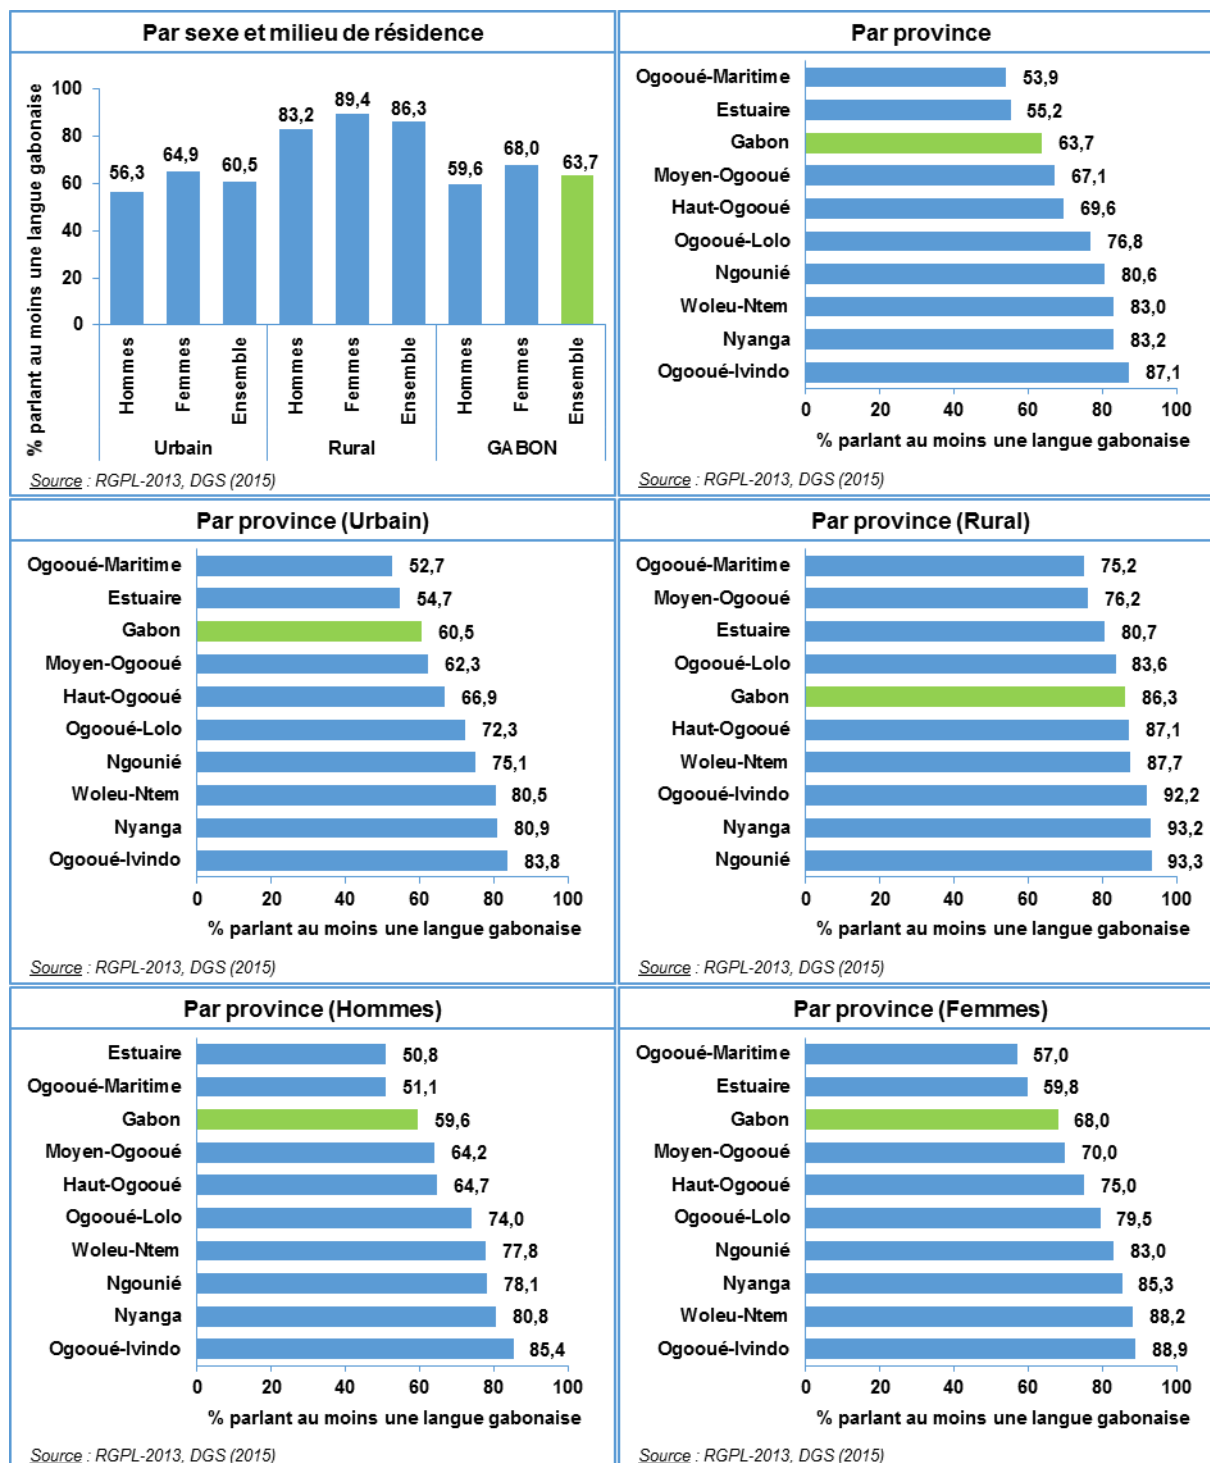 Par sexe et milieu de résidence
% parlant au moins une langue gabonaise
100
80
60
40
20
0
56,3
64,9
60,5
83,2
89,4
86,3
59,6
68,0
63,7
Hommes
Femmes
Ensemble
Hommes
Femmes
Ensemble
Hommes
Femmes
Ensemble
Urbain
Rural
GABON
Source : RGPL-2013, DGS (2015)
Par province
Ogooué-Maritime 53,9
Estuaire 55,2
Gabon 63,7
Moyen-Ogooué 67,1
Haut-Ogooué 69,6
Ogooué-Lolo 76,8
Ngounié 80,6
Woleu-Ntem 83,0
Nyanga 83,2
Ogooué-Ivindo 87,1
0 20 40 60 80 100
% parlant au moins une langue gabonaise
Source : RGPL-2013, DGS (2015)
Par province (Urbain)
Ogooué-Maritime 52,7
Estuaire 54,7
Gabon 60,5
Moyen-Ogooué 62,3
Haut-Ogooué 66,9
Ogooué-Lolo 72,3
Ngounié 75,1
Woleu-Ntem 80,5
Nyanga 80,9
Ogooué-Ivindo 83,8
0 20 40 60 80 100
% parlant au moins une langue gabonaise
Source : RGPL-2013, DGS (2015)
Par province (Rural)
Ogooué-Maritime 75,2
Moyen-Ogooué 76,2
Estuaire 80,7
Ogooué-Lolo 83,6
Gabon 86,3
Haut-Ogooué 87,1
Woleu-Ntem 87,7
Ogooué-Ivindo 92,2
Nyanga 93,2
Ngounié 93,3
0 20 40 60 80 100
% parlant au moins une langue gabonaise
Source : RGPL-2013, DGS (2015)
Par province (Hommes)
Estuaire 50,8
Ogooué-Maritime 51,1
Gabon 59,6
Moyen-Ogooué 64,2
Haut-Ogooué 64,7
Ogooué-Lolo 74,0
Woleu-Ntem 77,8
Ngounié 78,1
Nyanga 80,8
Ogooué-Ivindo 85,4
0 20 40 60 80 100
% parlant au moins une langue gabonaise
Source : RGPL-2013, DGS (2015)
Par province (Femmes)
Ogooué-Maritime 57,0
Estuaire 59,8
Gabon 68,0
Moyen-Ogooué 70,0
Haut-Ogooué 75,0
Ogooué-Lolo 79,5
Ngounié 83,0
Nyanga 85,3
Woleu-Ntem 88,2
Ogooué-Ivindo 88,9
0 20 40 60 80 100
% parlant au moins une langue gabonaise
Source : RGPL-2013, DGS (2015)